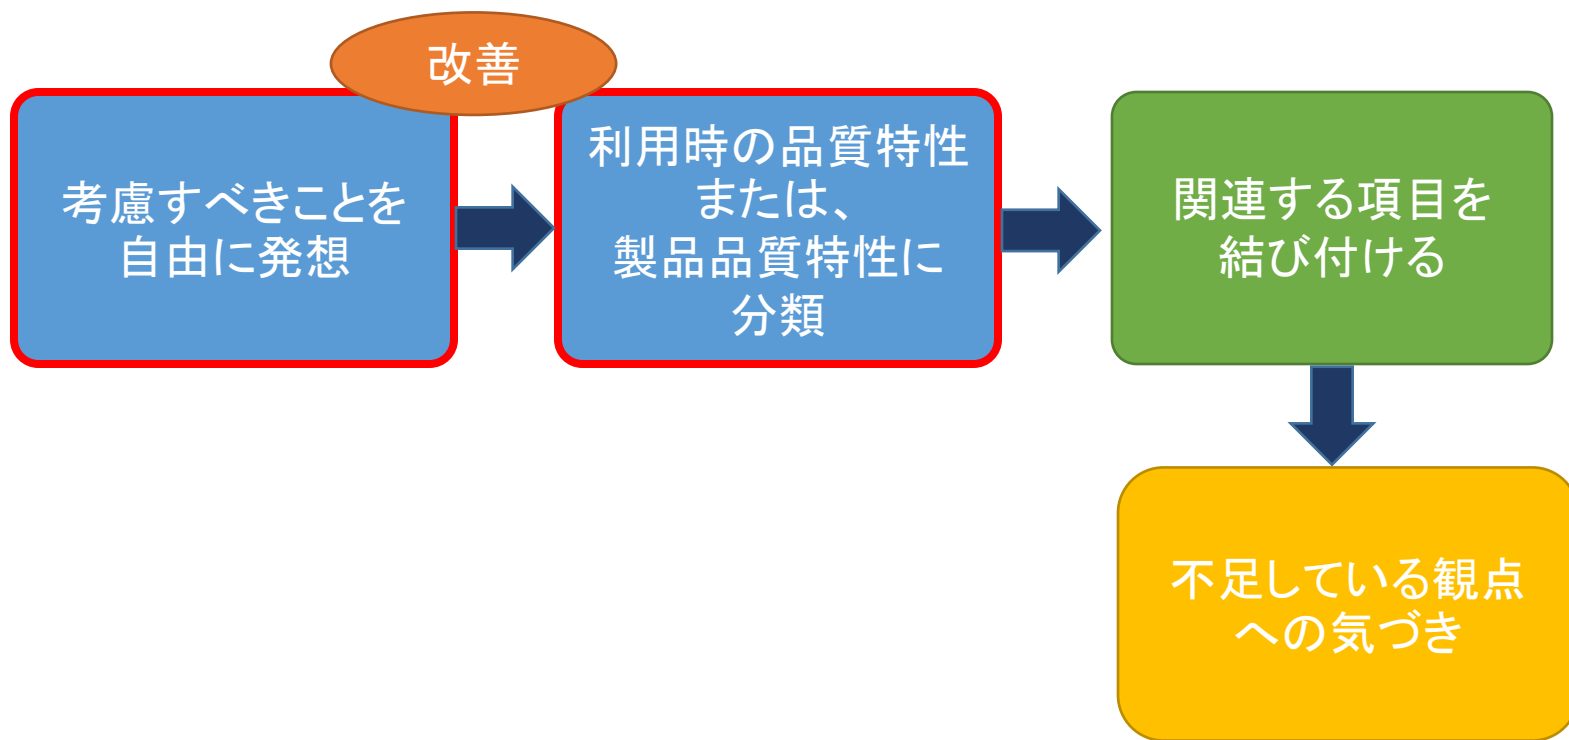 改善
考慮すべきことを
自由に発想
利用時の品質特性
または、
製品品質特性に
分類
関連する項目を
結び付ける
不足している観点
への気づき